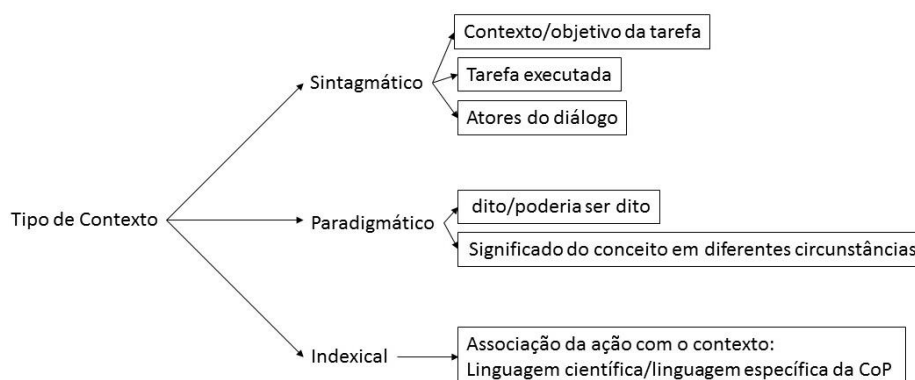 Contexto/objetivo da tarefa
Sintagmático
Tarefa executada
Atores do diálogo
Tipo de Contexto
Paradigmático
dito/poderia ser dito
Significado do conceito em diferentes circunstâncias
Indexical
Associação da ação com o contexto:
Linguagem científica/linguagem específica da CoP